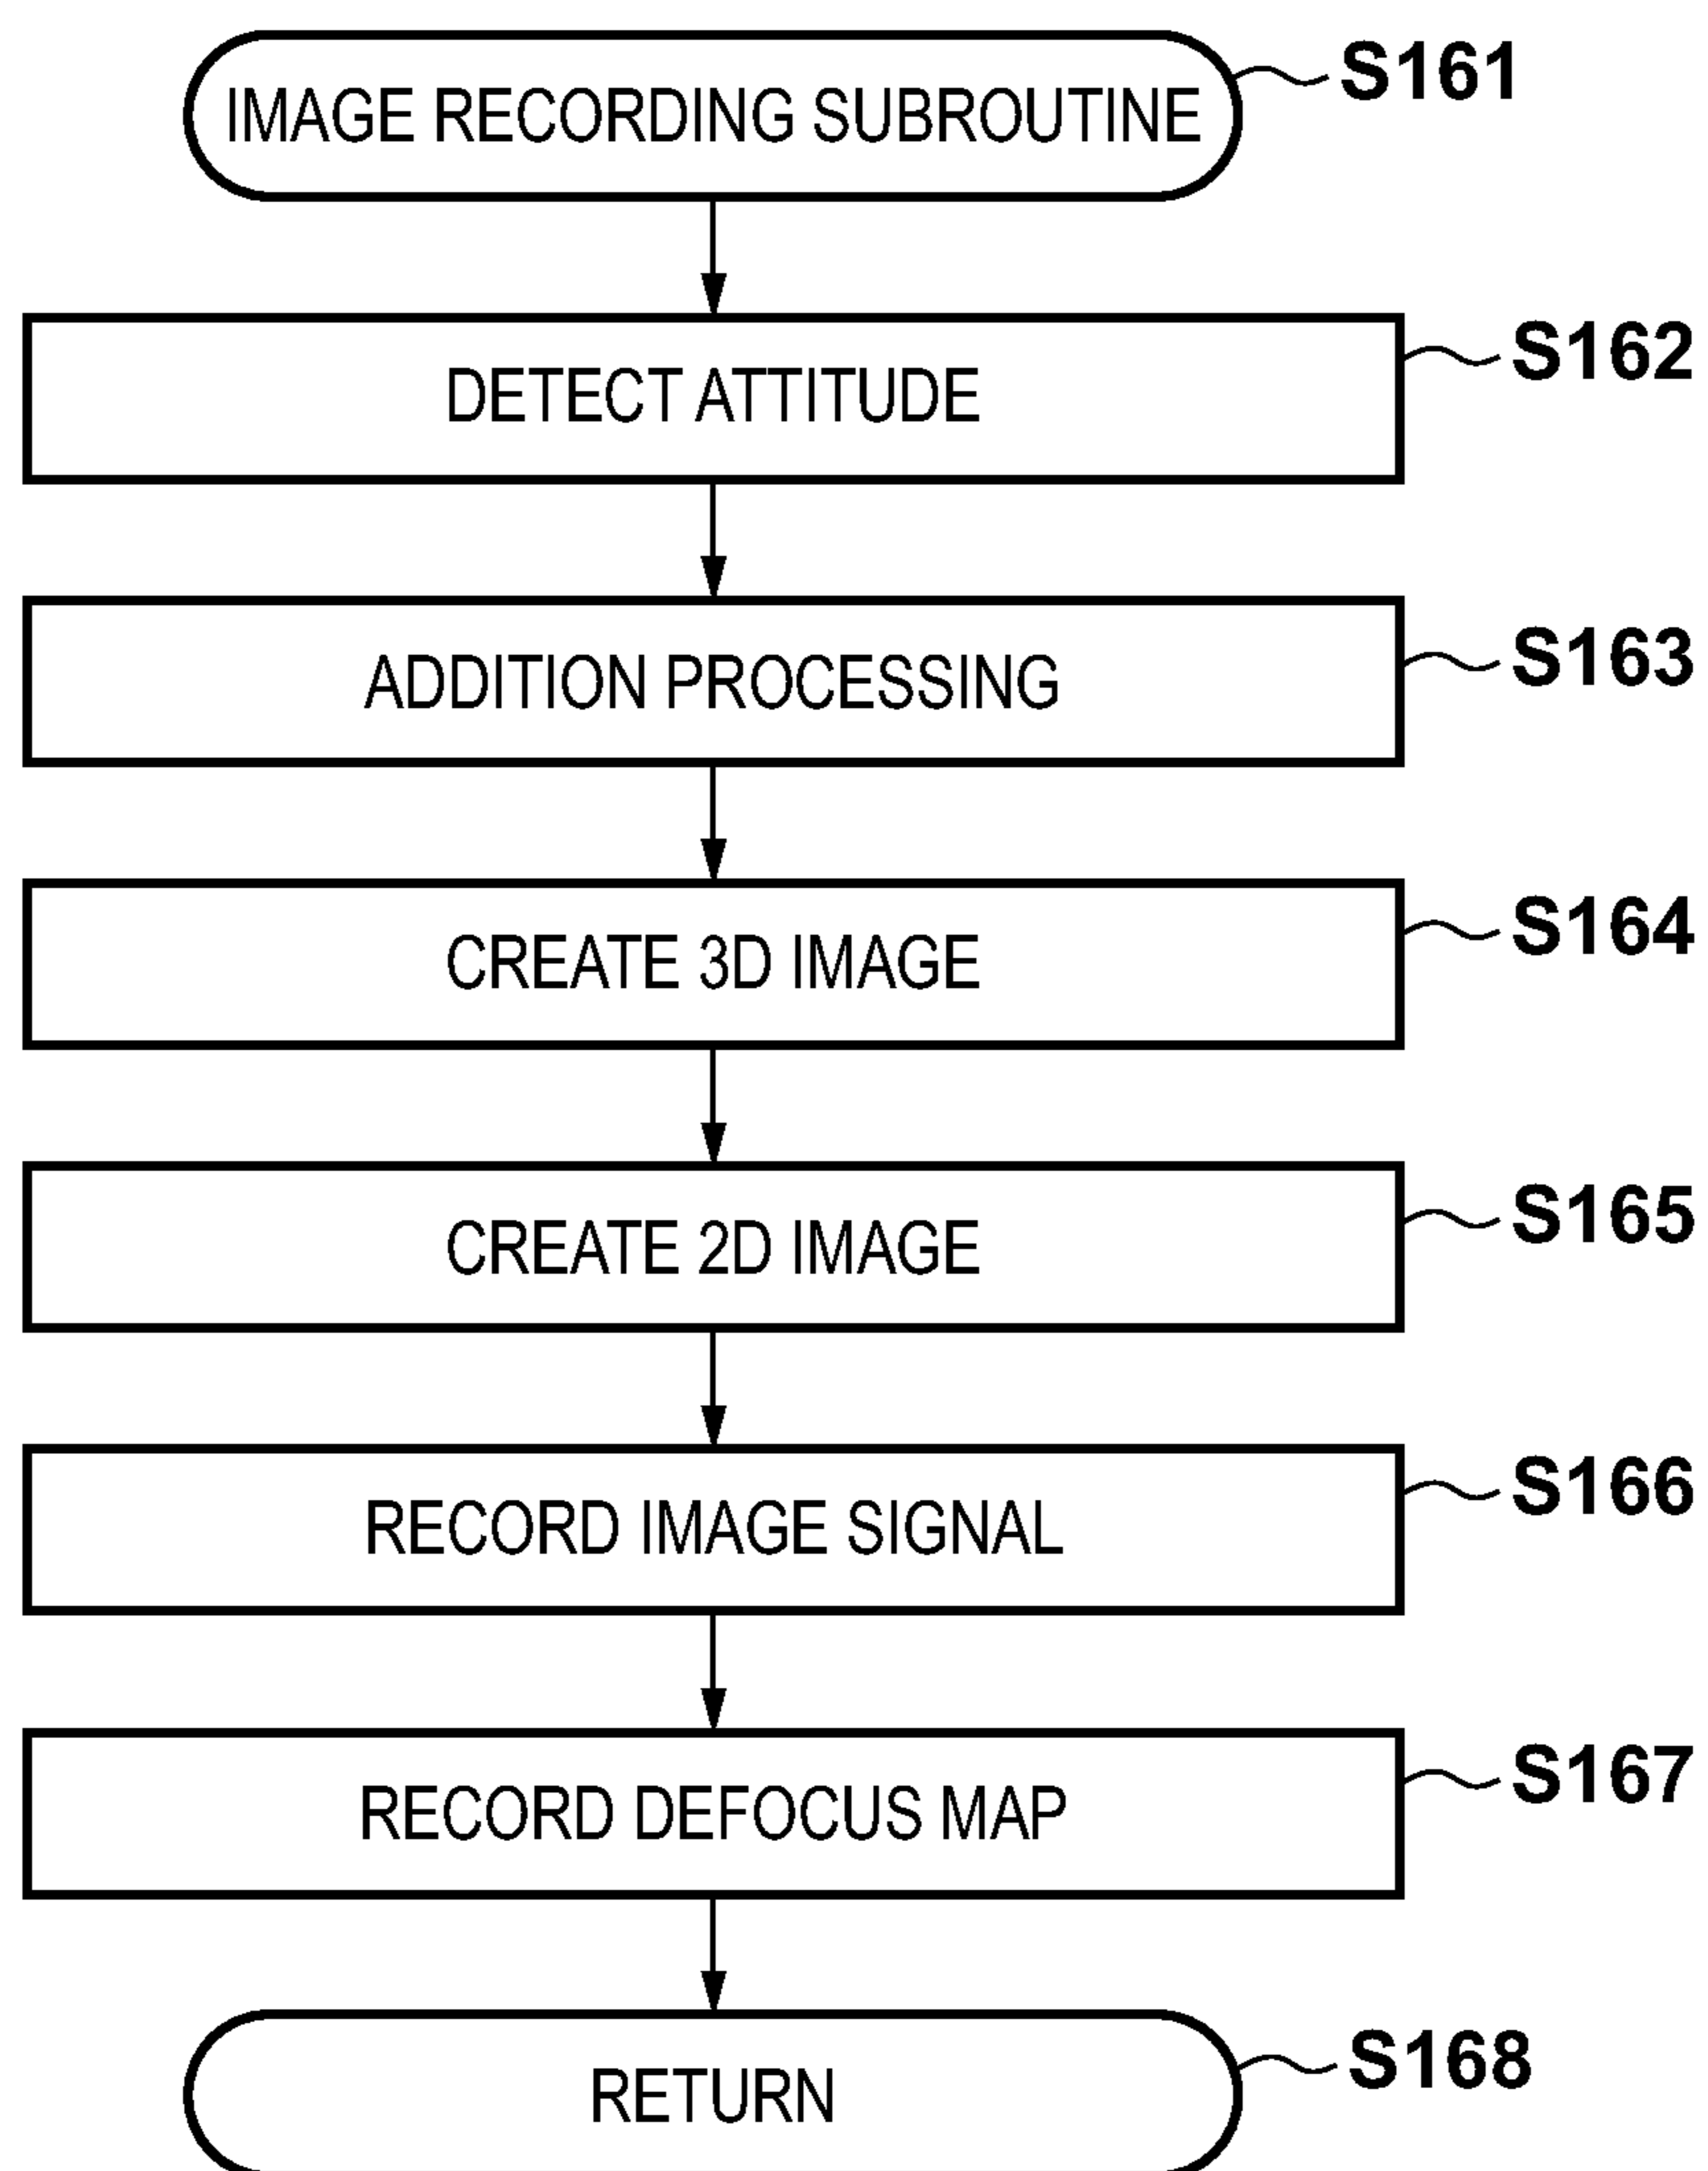 IMAGE RECORDING SUBROUTINE S161
DETECT ATTITUDE S162
ADDITION PROCESSING S163
CREATE 3D IMAGE S164
CREATE 2D IMAGE S165
RECORD IMAGE SIGNAL S166
RECORD DEFOCUS MAP S167
RETURN S168